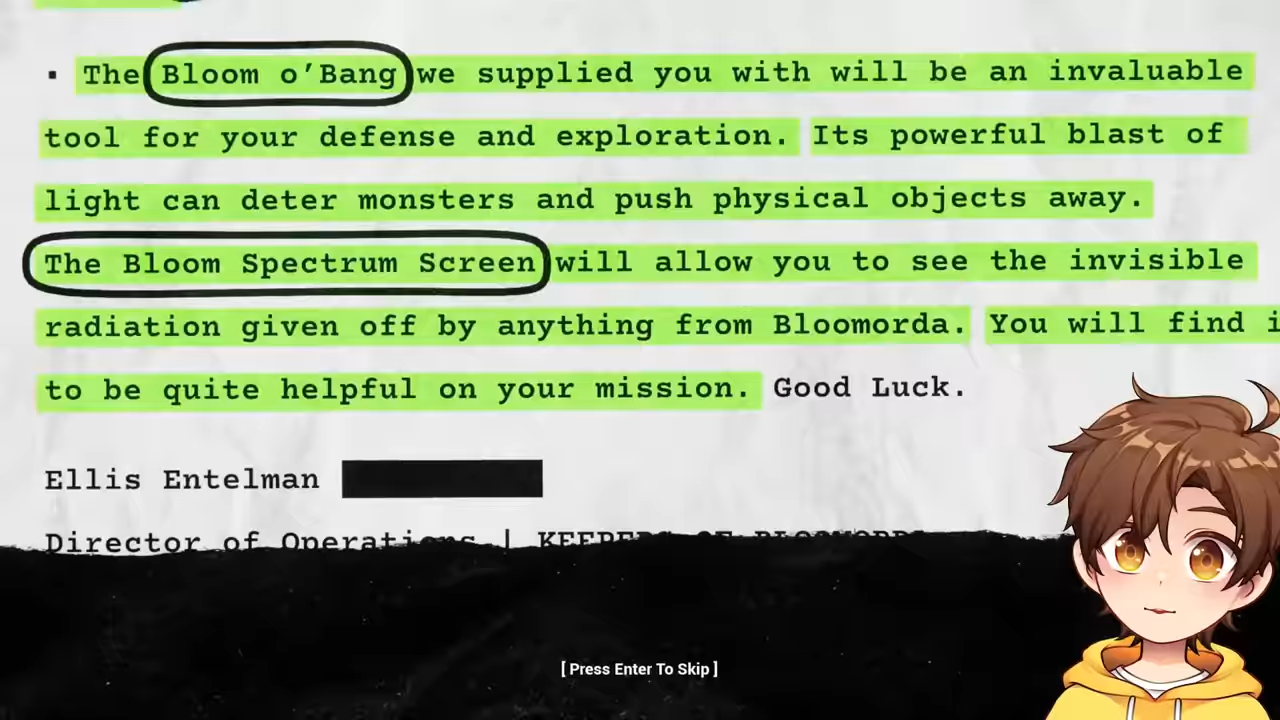 ▪ The Bloom o’Bang we supplied you with will be an invaluable
tool for your defense and exploration. Its powerful blast of
light can deter monsters and push physical objects away.
The Bloom Spectrum Screen will allow you to see the invisible
radiation given off by anything from Bloomorda. You will find
to be quite helpful on your mission. Good Luck.
Ellis Entelman
Director of Operations | KEEPERS OF BLOOMORDA
[ Press Enter To Skip ]